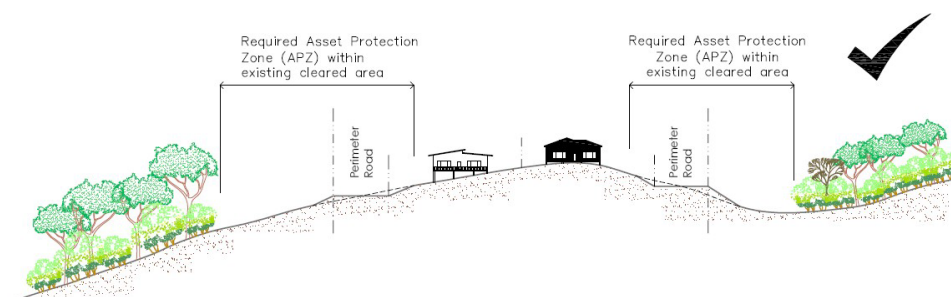 Required Asset Protection
Zone (APZ) within
existing cleared area
Required Asset Protection
Zone (APZ) within
existing cleared area
Perimeter
Road
Perimeter
Road